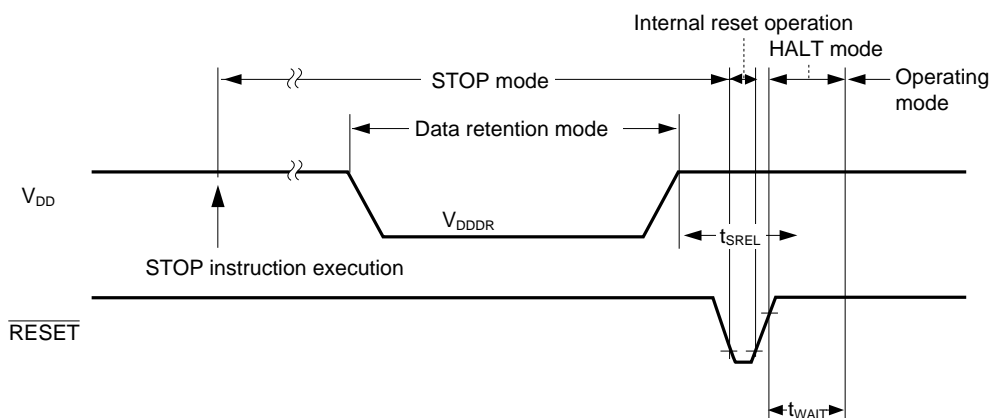 Internal reset operation
HALT mode
STOP mode
Operating
mode
Data retention mode
VDD
VDDDR
tSREL
STOP instruction execution
RESET
tWAIT